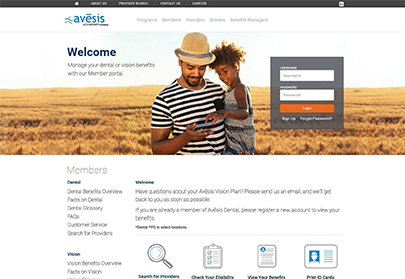 ABOUT US PROVIDER SEARCH CONTACT US CAREERS
avēsis
Programs Members Providers Brokers Benefits Managers
Welcome
Manage your dental or vision benefits
with our Member portal.
USERNAME
Username
PASSWORD
Password
Login
Sign Up Forgot Password?
Members
Dental
Dental Benefits Overview
Facts on Dental
Dental Glossary
FAQs
Customer Service
Search for Providers
Vision
Vision Benefits Overview
Facts on Vision
Welcome
Have questions about your Avēsis Vision Plan? Please send us an email, and we'll get
back to you as soon as possible.
If you are already a member of Avēsis Dental, please register a new account to view your
benefits.
*Dental PPO in select locations.
Search for Providers Check Your Eligibility View Your Benefits Print ID Cards